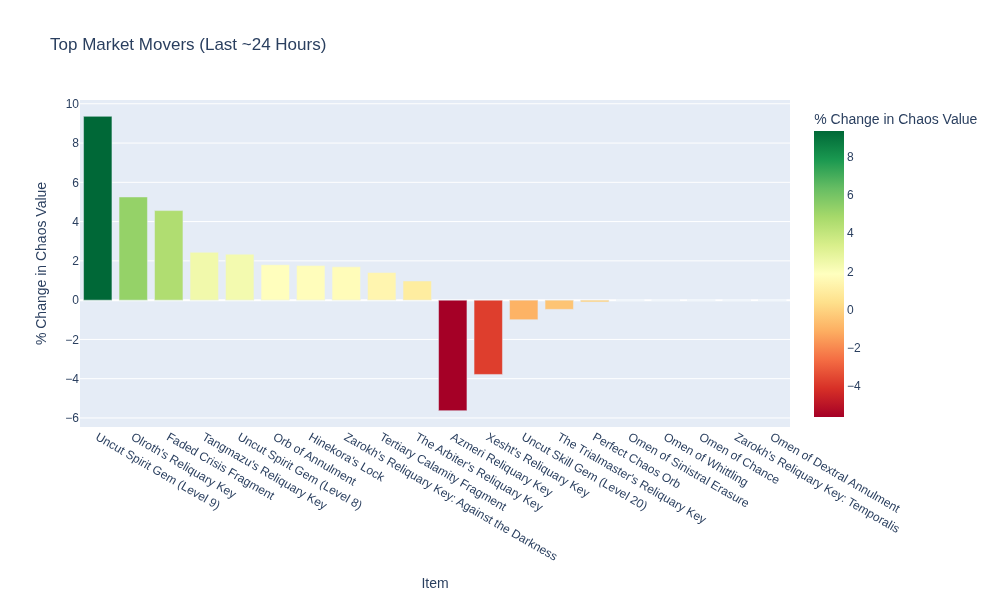 Top Market Movers (Last ~24 Hours)
% Change in Chaos Value
10
8
6
4
2
0
−2
−4
−6
Uncut Spirit Gem (Level 9)
Olroth's Reliquary Key
Faded Crisis Fragment
Tangmazu's Reliquary Key
Uncut Spirit Gem (Level 8)
Orb of Annulment
Hinekora's Lock
Zarokh's Reliquary Key: Against the Darkness
Tertiary Calamity Fragment
The Arbiter's Reliquary Key
Azmeri Reliquary Key
Xesht's Reliquary Key
Uncut Skill Gem (Level 20)
The Trialmaster's Reliquary Key
Perfect Chaos Orb
Omen of Sinistral Erasure
Omen of Whittling
Omen of Chance
Zarokh's Reliquary Key: Temporalis
Omen of Dextral Annulment
Item
% Change in Chaos Value
8
6
4
2
0
−2
−4